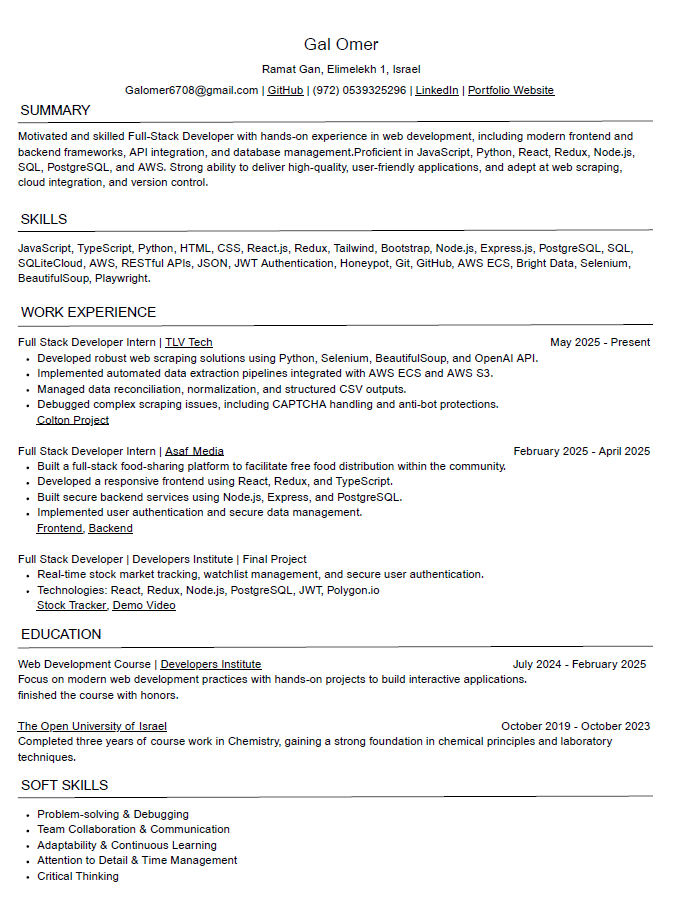 Gal Omer
Ramat Gan, Elimelekh 1, Israel
Galomer6708@gmail.com | GitHub | (972) 0539325296 | LinkedIn | Portfolio Website
SUMMARY
Motivated and skilled Full-Stack Developer with hands-on experience in web development, including modern frontend and
backend frameworks, API integration, and database management.Proficient in JavaScript, Python, React, Redux, Node.js,
SQL, PostgreSQL, and AWS. Strong ability to deliver high-quality, user-friendly applications, and adept at web scraping,
cloud integration, and version control.
SKILLS
JavaScript, TypeScript, Python, HTML, CSS, React.js, Redux, Tailwind, Bootstrap, Node.js, Express.js, PostgreSQL, SQL,
SQLiteCloud, AWS, RESTful APIs, JSON, JWT Authentication, Honeypot, Git, GitHub, AWS ECS, Bright Data, Selenium,
BeautifulSoup, Playwright.
WORK EXPERIENCE
Full Stack Developer Intern | TLV Tech May 2025 - Present
• Developed robust web scraping solutions using Python, Selenium, BeautifulSoup, and OpenAI API.
• Implemented automated data extraction pipelines integrated with AWS ECS and AWS S3.
• Managed data reconciliation, normalization, and structured CSV outputs.
• Debugged complex scraping issues, including CAPTCHA handling and anti-bot protections.
Colton Project
Full Stack Developer Intern | Asaf Media February 2025 - April 2025
• Built a full-stack food-sharing platform to facilitate free food distribution within the community.
• Developed a responsive frontend using React, Redux, and TypeScript.
• Built secure backend services using Node.js, Express, and PostgreSQL.
• Implemented user authentication and secure data management.
Frontend, Backend
Full Stack Developer | Developers Institute | Final Project
• Real-time stock market tracking, watchlist management, and secure user authentication.
• Technologies: React, Redux, Node.js, PostgreSQL, JWT, Polygon.io
Stock Tracker, Demo Video
EDUCATION
Web Development Course | Developers Institute July 2024 - February 2025
Focus on modern web development practices with hands-on projects to build interactive applications.
finished the course with honors.
The Open University of Israel October 2019 - October 2023
Completed three years of course work in Chemistry, gaining a strong foundation in chemical principles and laboratory
techniques.
SOFT SKILLS
• Problem-solving & Debugging
• Team Collaboration & Communication
• Adaptability & Continuous Learning
• Attention to Detail & Time Management
• Critical Thinking